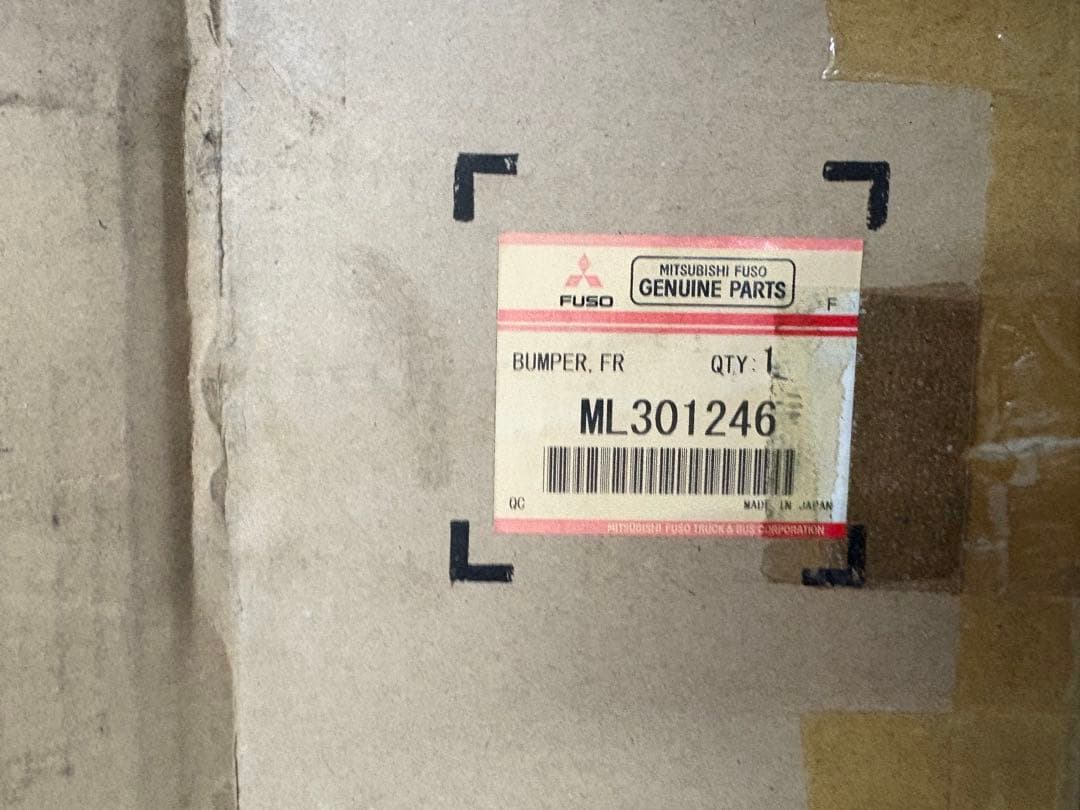 MITSUBISHI FUSO
GENUINE PARTS
FUSO
F
BUMPER, FR QTY: 1
ML301246
QC MADE IN JAPAN
MITSUBISHI FUSO TRUCK & BUS CORPORATION